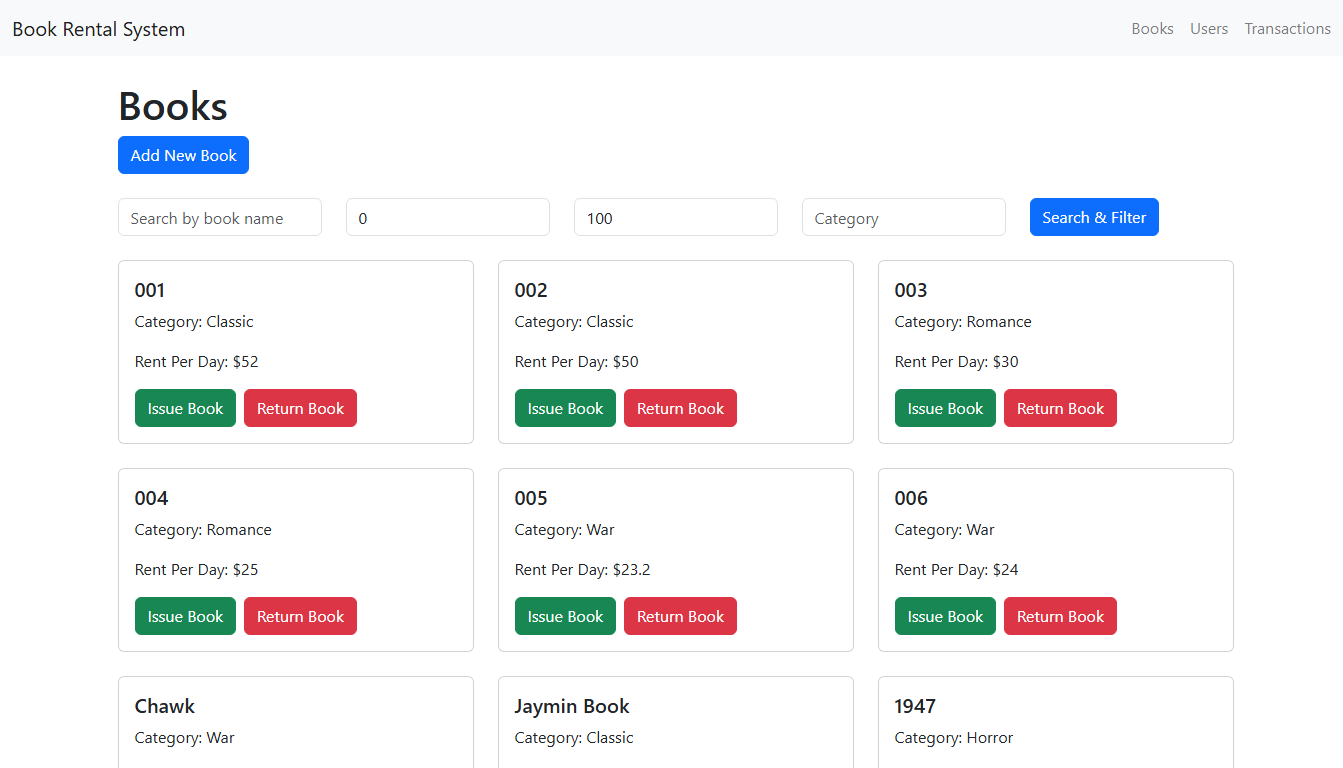 Book Rental System
Books Users Transactions
Books
Add New Book
Search by book name
0
100
Category
Search & Filter
001
Category: Classic
Rent Per Day: $52
Issue Book Return Book
002
Category: Classic
Rent Per Day: $50
Issue Book Return Book
003
Category: Romance
Rent Per Day: $30
Issue Book Return Book
004
Category: Romance
Rent Per Day: $25
Issue Book Return Book
005
Category: War
Rent Per Day: $23.2
Issue Book Return Book
006
Category: War
Rent Per Day: $24
Issue Book Return Book
Chawk
Category: War
Jaymin Book
Category: Classic
1947
Category: Horror